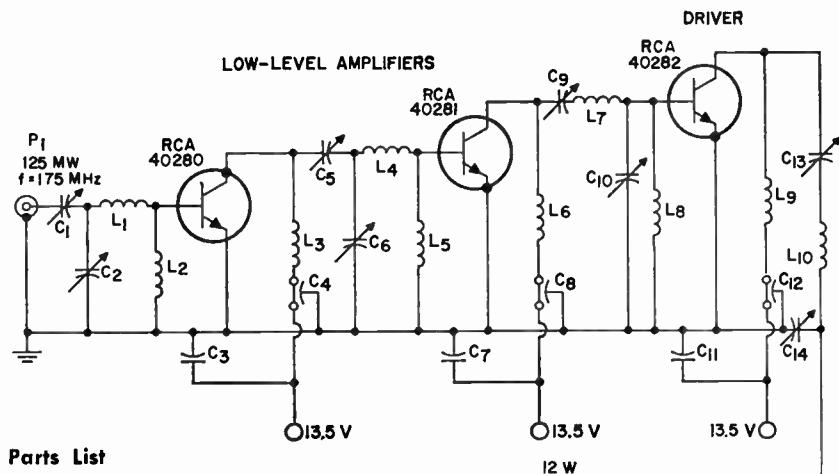 DRIVER
LOW-LEVEL AMPLIFIERS
RCA
40282
RCA
40281
RCA
40280
P1
125 MW
f=175 MHz
C1
C2
L1
L2
C3
L3
C4
C5
C6
L4
L5
C7
L6
C8
C9
L7
C10
L8
C11
L9
C12
C13
L10
C14
13.5 V
13.5 V
13.5 V
Parts List
12 W